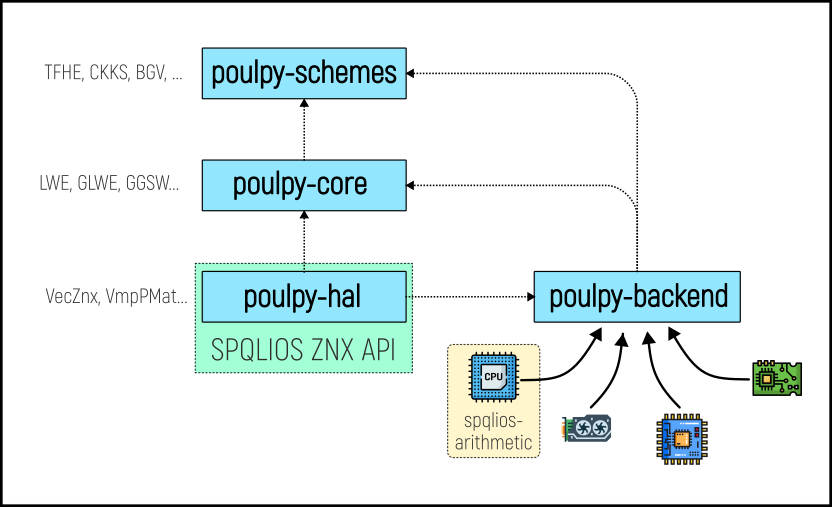 TFHE, CKKS, BGV, ...
poulpy-schemes
LWE, GLWE, GGSW...
poulpy-core
VecZnx, VmpPMat...
poulpy-hal
poulpy-backend
SPQLIOS ZNX API
CPU
spqlios-
arithmetic